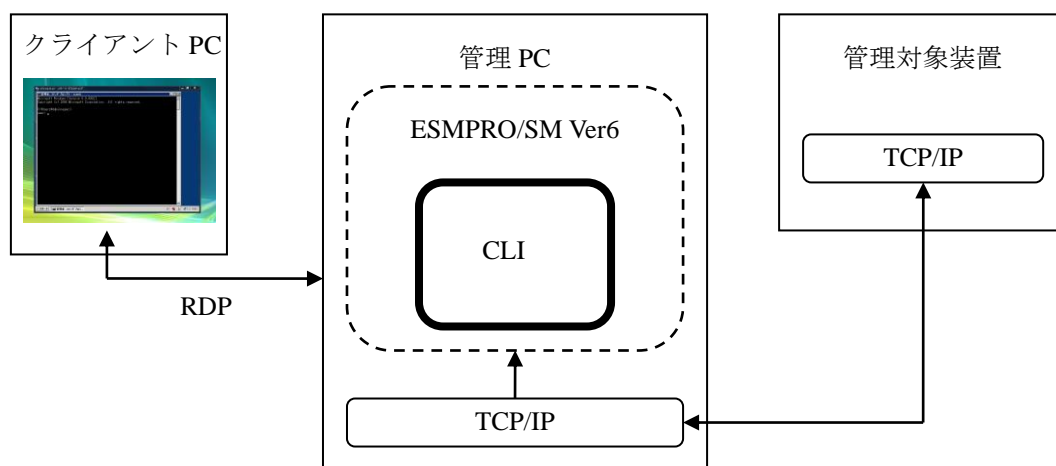 クライアント PC
管理 PC
管理対象装置
ESMPRO/SM Ver6
TCP/IP
CLI
RDP
TCP/IP